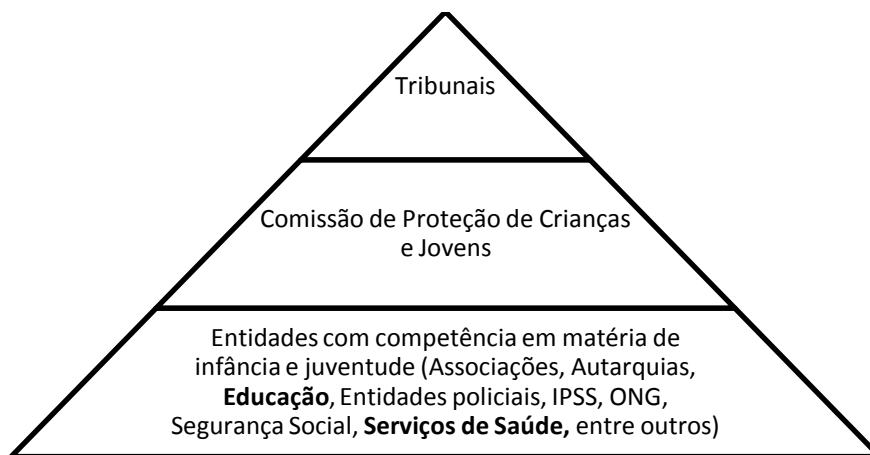 Tribunais
Comissão de Proteção de Crianças
e Jovens
Entidades com competência em matéria de
infância e juventude (Associações, Autarquias,
Educação, Entidades policiais, IPSS, ONG,
Segurança Social, Serviços de Saúde, entre outros)